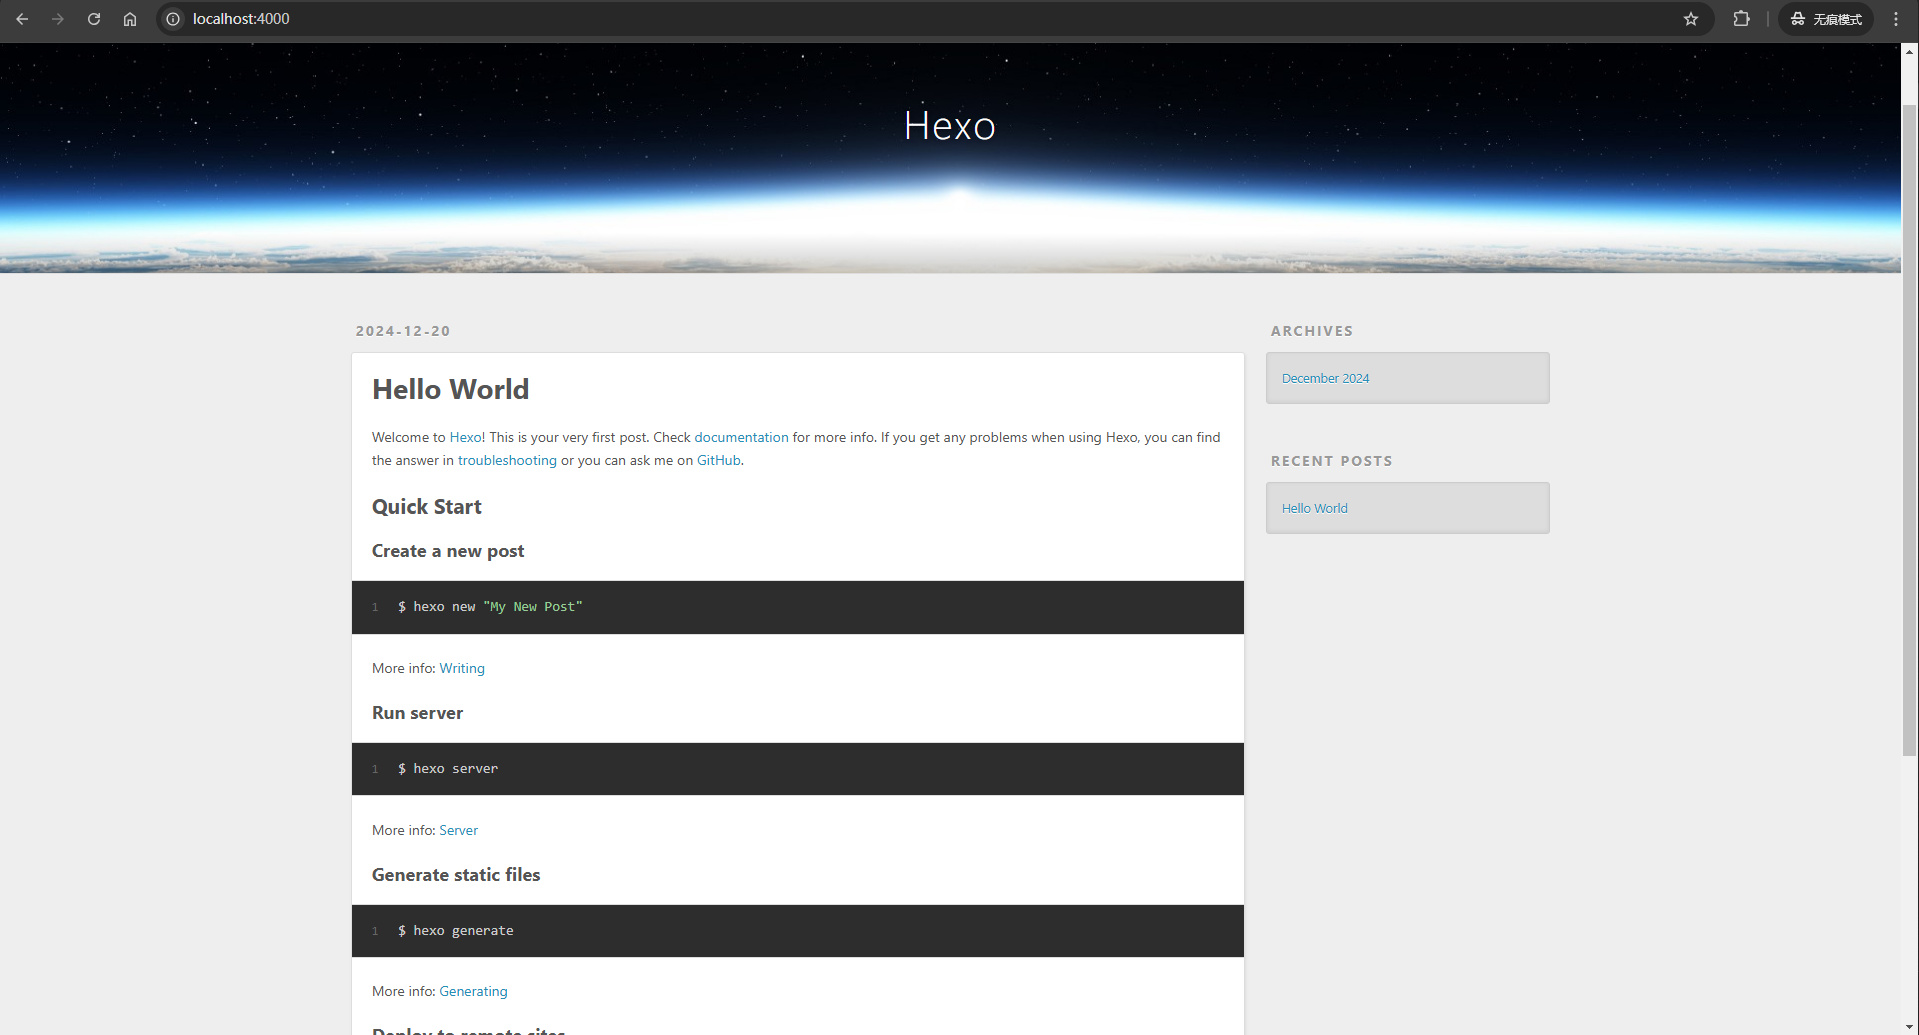 localhost:4000
无痕模式
Hexo
2024-12-20
Hello World
Welcome to Hexo! This is your very first post. Check documentation for more info. If you get any problems when using Hexo, you can find
the answer in troubleshooting or you can ask me on GitHub.
Quick Start
Create a new post
1 $ hexo new "My New Post"
More info: Writing
Run server
1 $ hexo server
More info: Server
Generate static files
1 $ hexo generate
More info: Generating
Deploy to remote sites
ARCHIVES
December 2024
RECENT POSTS
Hello World